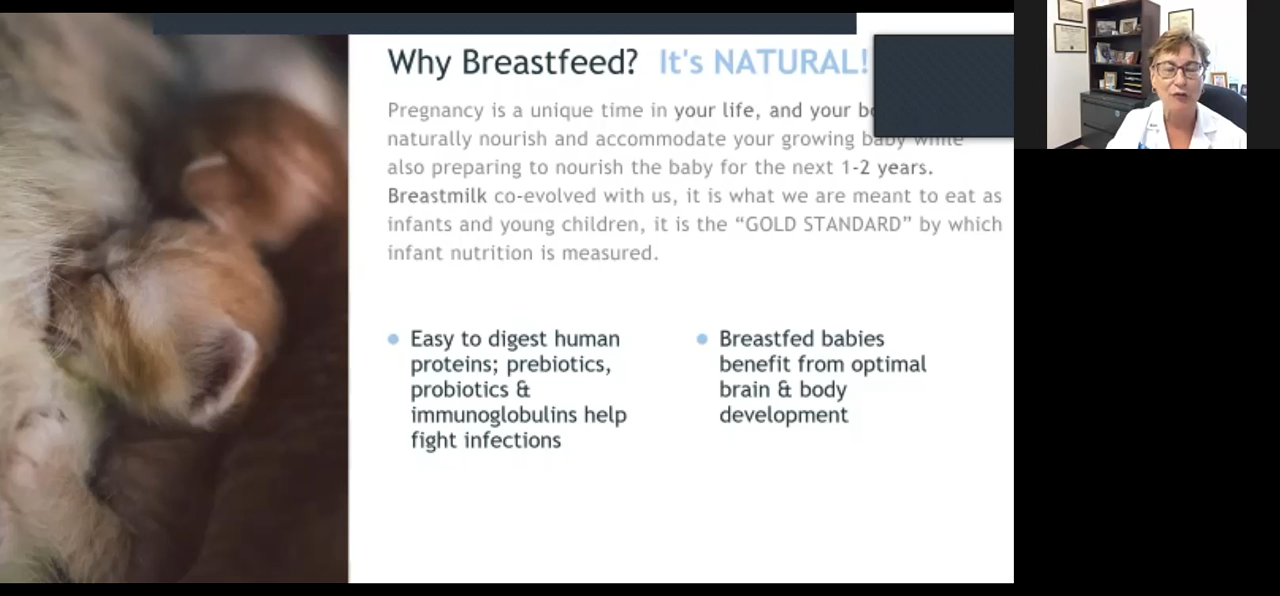 Why Breastfeed? It's NATURAL!
Pregnancy is a unique time in your life, and your
naturally nourish and accommodate your growing baby while
also preparing to nourish the baby for the next 1-2 years.
Breastmilk co-evolved with us, it is what we are meant to eat as
infants and young children, it is the “GOLD STANDARD” by which
infant nutrition is measured.
Easy to digest human
proteins; prebiotics,
probiotics &
immunoglobulins help
fight infections
Breastfed babies
benefit from optimal
brain & body
development